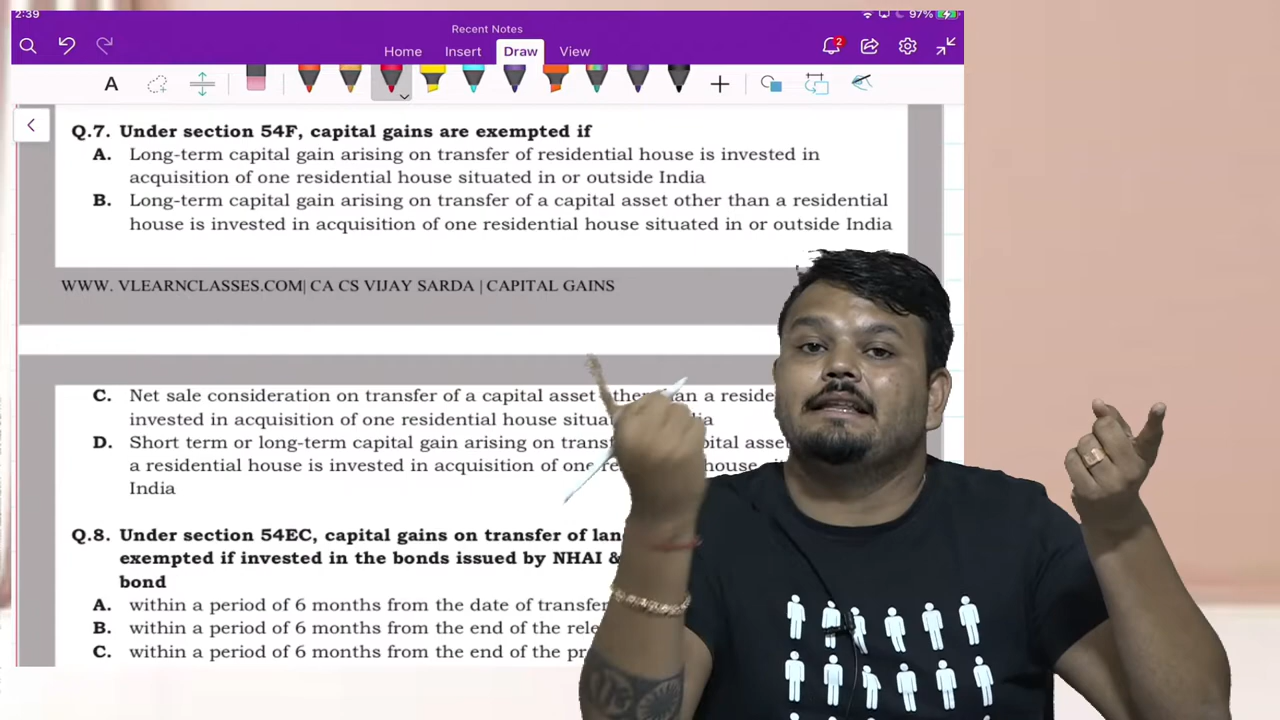 2:39
97%
Recent Notes
Home Insert Draw View
2
A
Q.7. Under section 54F, capital gains are exempted if
A. Long-term capital gain arising on transfer of residential house is invested in
acquisition of one residential house situated in or outside India
B. Long-term capital gain arising on transfer of a capital asset other than a residential
house is invested in acquisition of one residential house situated in or outside India
WWW. VLEARNCLASSES.COM| CA CS VIJAY SARDA | CAPITAL GAINS
C. Net sale consideration on transfer of a capital asset other than a
invested in acquisition of one residential house
D. Short term or long-term capital gain arising on
a residential house is invested in acquisition of one house
India
Q.8. Under section 54EC, capital gains on transfer of
exempted if invested in the bonds issued by NHAI &
bond
A. within a period of 6 months from the date of transfer
B. within a period of 6 months from the end of the
C. within a period of 6 months from the end of the